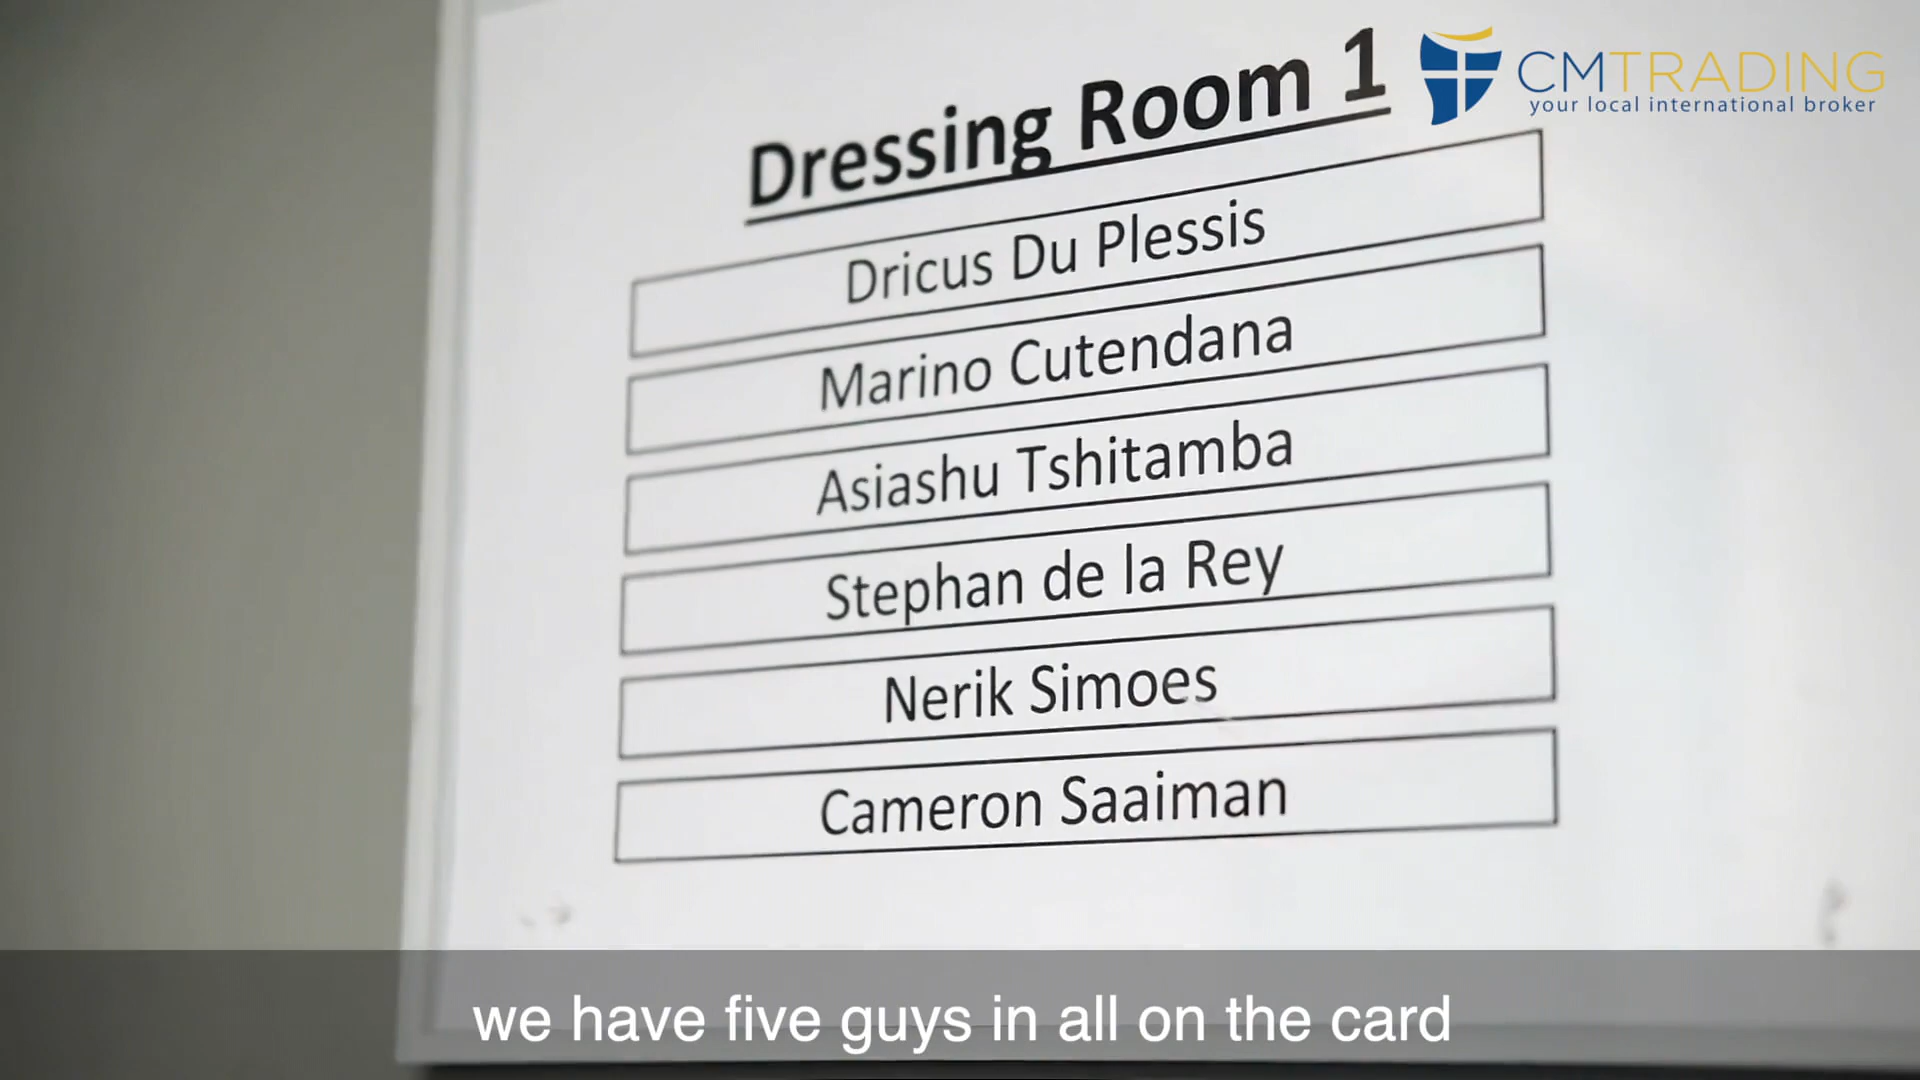 Dressing Room 1
CMTRADING
your local international broker
Dricus Du Plessis
Marino Cutendana
Asiashu Tshitamba
Stephan de la Rey
Nerik Simoes
Cameron Saaiman
we have five guys in all on the card